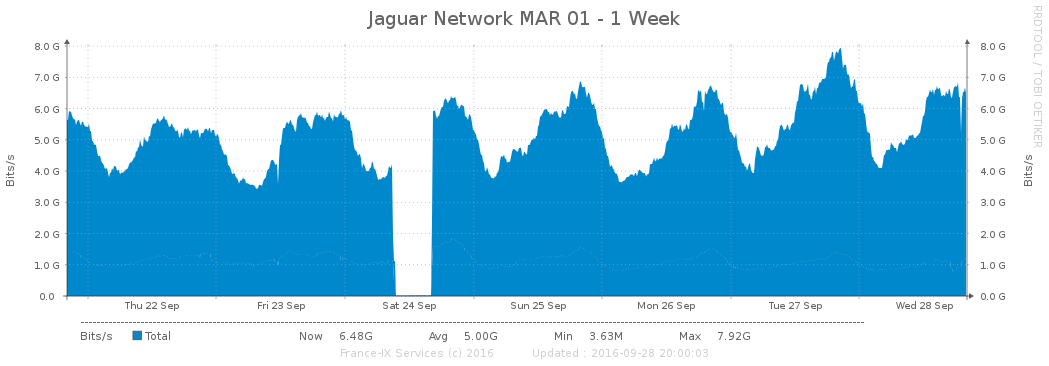 Jaguar Network MAR 01 - 1 Week
RRDTOOL / TOBI OETIKER
8.0 G 8.0 G
7.0 G 7.0 G
6.0 G 6.0 G
5.0 G 5.0 G
4.0 G 4.0 G
3.0 G 3.0 G
2.0 G 2.0 G
1.0 G 1.0 G
0.0 0.0 G
Bits/s Bits/s
Thu 22 Sep Fri 23 Sep Sat 24 Sep Sun 25 Sep Mon 26 Sep Tue 27 Sep Wed 28 Sep
Bits/s Total Now 6.48G Avg 5.00G Min 3.63M Max 7.92G
France-IX Services (c) 2016 Updated : 2016-09-28 20:00:03